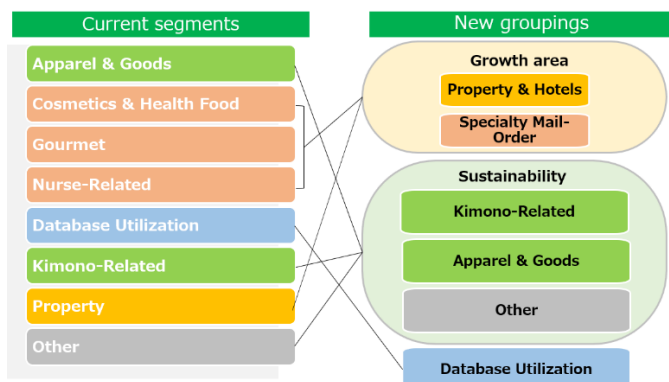 Current segments
Apparel & Goods
Cosmetics & Health Food
Gourmet
Nurse-Related
Database Utilization
Kimono-Related
Property
Other
New groupings
Growth area
Property & Hotels
Specialty Mail-
Order
Sustainability
Kimono-Related
Apparel & Goods
Other
Database Utilization